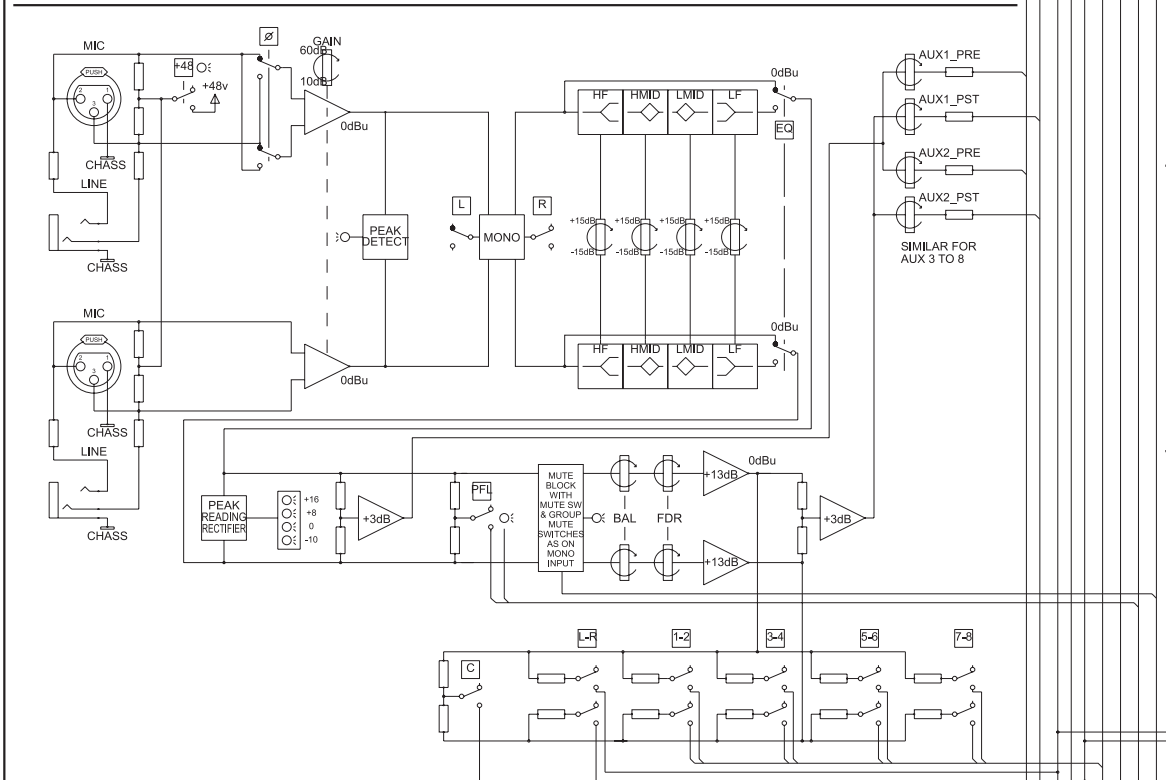 MIC
PUSH
2
1
3
CHASS
LINE
CHASS
+48
+48v
Ø
GAIN
60dB
10dB
0dBu
PEAK
DETECT
L
MONO
R
HF
HMID
LMID
LF
0dBu
EQ
+15dB
-15dB
+15dB
-15dB
+15dB
-15dB
+15dB
-15dB
AUX1_PRE
AUX1_PST
AUX2_PRE
AUX2_PST
SIMILAR FOR
AUX 3 TO 8
MIC
PUSH
2
1
3
CHASS
LINE
CHASS
0dBu
HF
HMID
LMID
LF
0dBu
PEAK
READING
RECTIFIER
+16
+8
0
-10
+3dB
PFL
MUTE
BLOCK
WITH
MUTE SW
& GROUP
MUTE
SWITCHES
AS ON
MONO
INPUT
BAL
FDR
+13dB
0dBu
+13dB
+3dB
C
L-R
1-2
3-4
5-6
7-8